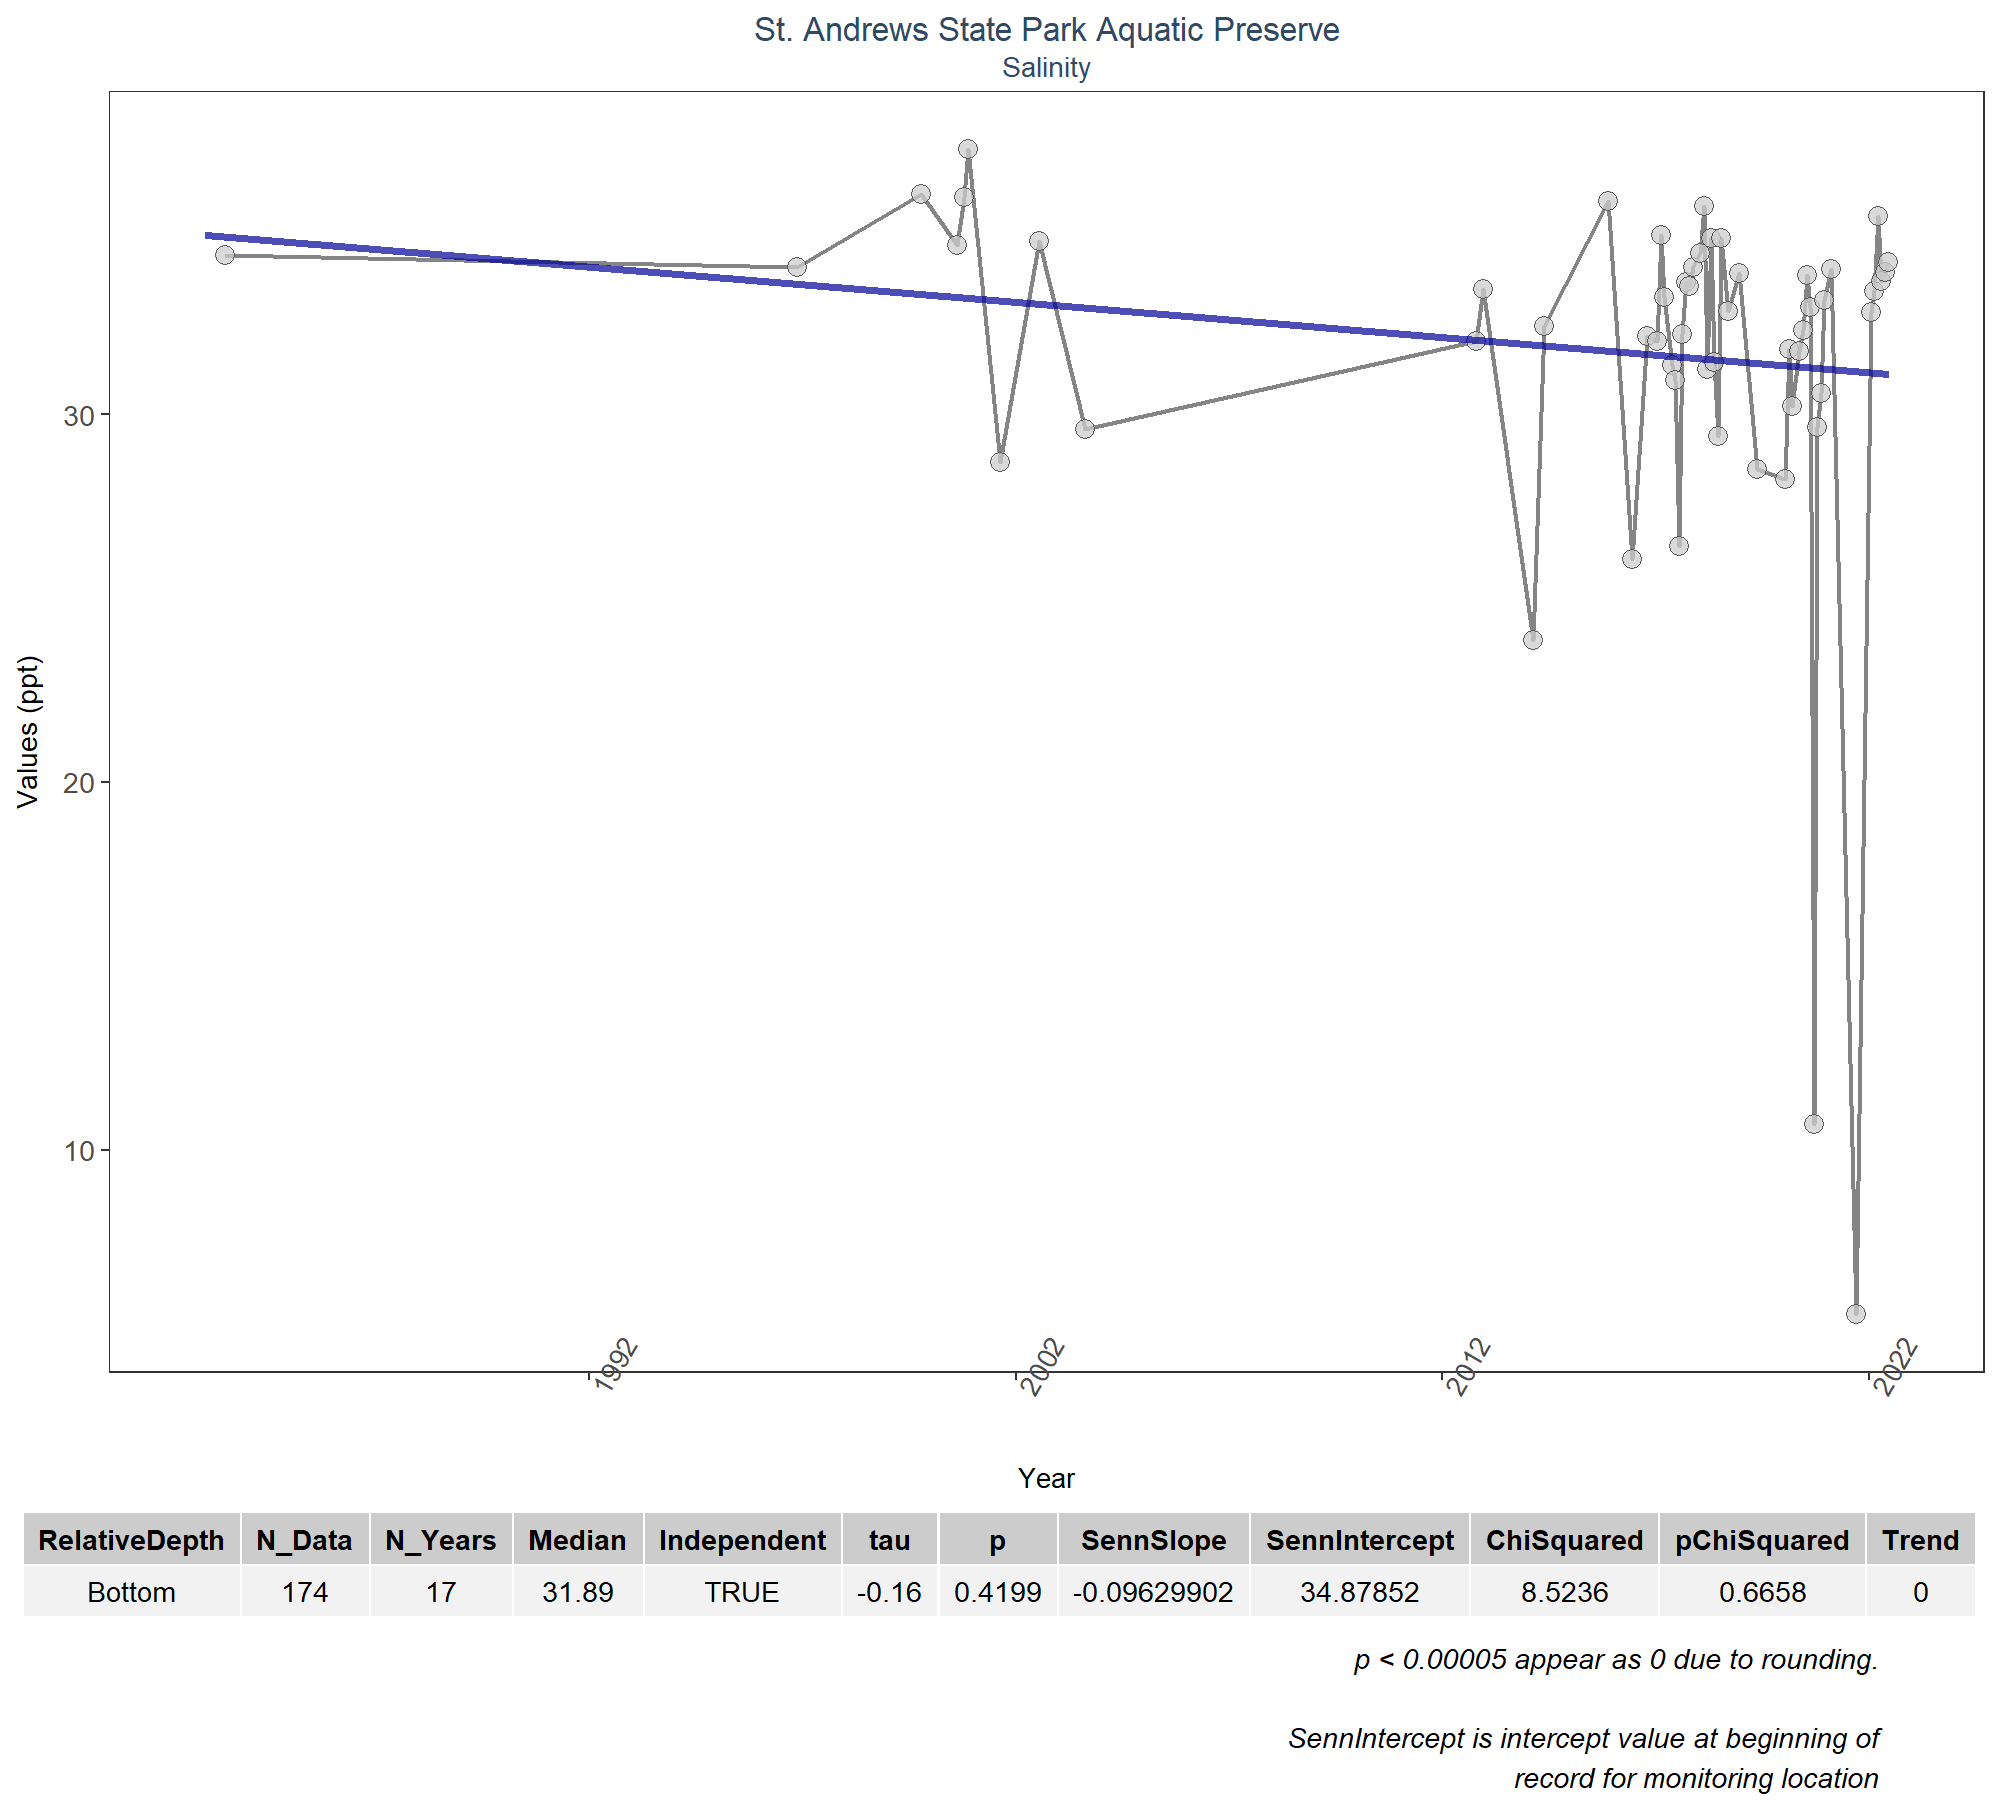 St. Andrews State Park Aquatic Preserve
Salinity
Values (ppt)
30
20
10
1992
2002
2012
2022
Year
RelativeDepth N_Data N_Years Median Independent tau p SennSlope SennIntercept ChiSquared pChiSquared Trend
Bottom 174 17 31.89 TRUE -0.16 0.4199 -0.09629902 34.87852 8.5236 0.6658 0
p < 0.00005 appear as 0 due to rounding.
SennIntercept is intercept value at beginning of
record for monitoring location